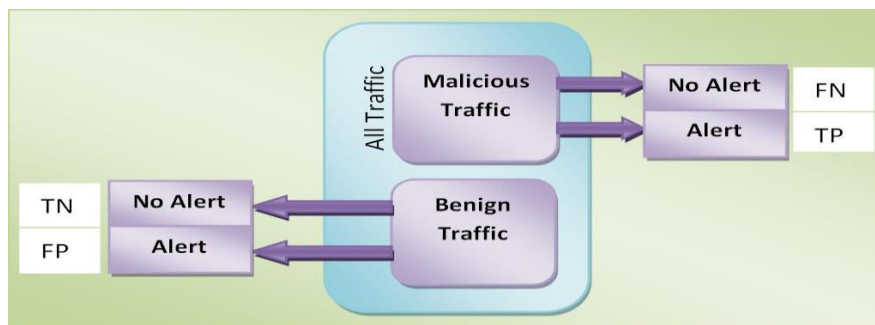 All Traffic
Malicious
Traffic
No Alert
FN
Alert
TP
TN
No Alert
Benign
Traffic
FP
Alert